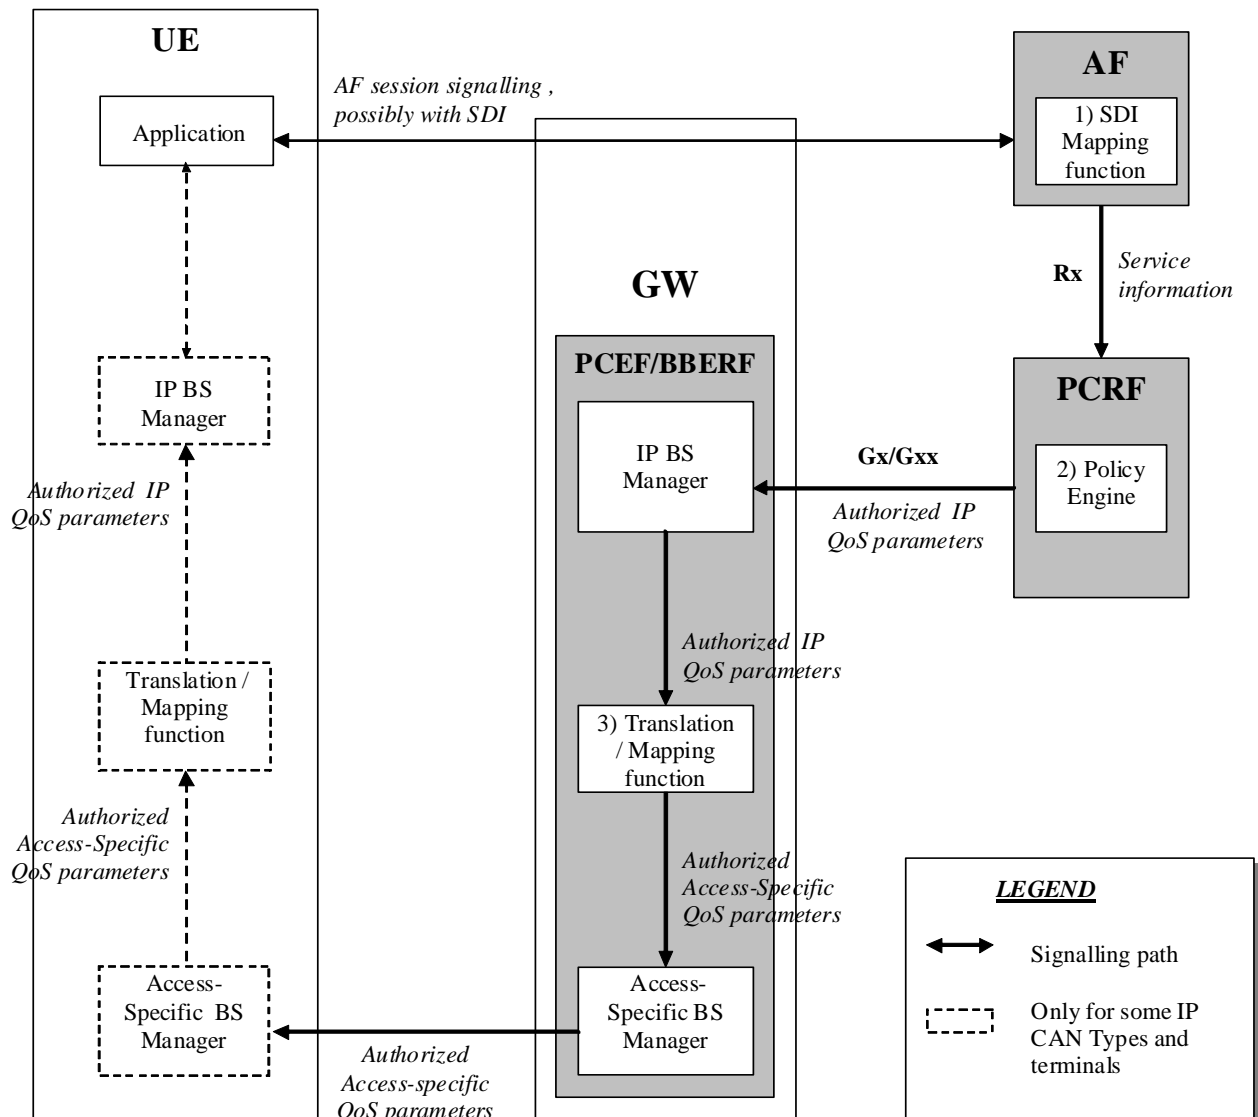 UE
Application
AF session signalling ,
possibly with SDI
AF
1) SDI
Mapping
function
Rx
Service
information
GW
PCEF/BBERF
IP BS
Manager
PCRF
2) Policy
Engine
Gx/Gxx
Authorized IP
QoS parameters
IP BS
Manager
Authorized IP
QoS parameters
Authorized IP
QoS parameters
Translation /
Mapping
function
3) Translation
/ Mapping
function
Authorized
Access-Specific
QoS parameters
Authorized
Access-Specific
QoS parameters
Access-
Specific BS
Manager
Access-
Specific BS
Manager
Authorized
Access-specific
QoS parameters
LEGEND
Signalling path
Only for some IP
CAN Types and
terminals